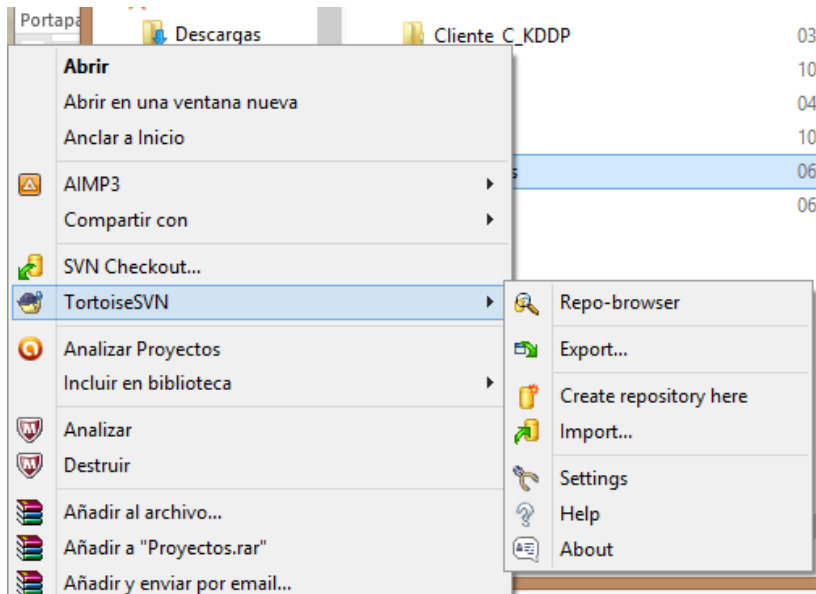 Portapa
Descargas
Cliente_C_KDDP
03
10
04
10
s
06
06
Abrir
Abrir en una ventana nueva
Anclar a Inicio
AIMP3
Compartir con
SVN Checkout...
TortoiseSVN
Analizar Proyectos
Incluir en biblioteca
Analizar
Destruir
Añadir al archivo...
Añadir a "Proyectos.rar"
Añadir y enviar por email...
Repo-browser
Export...
Create repository here
Import...
Settings
Help
About